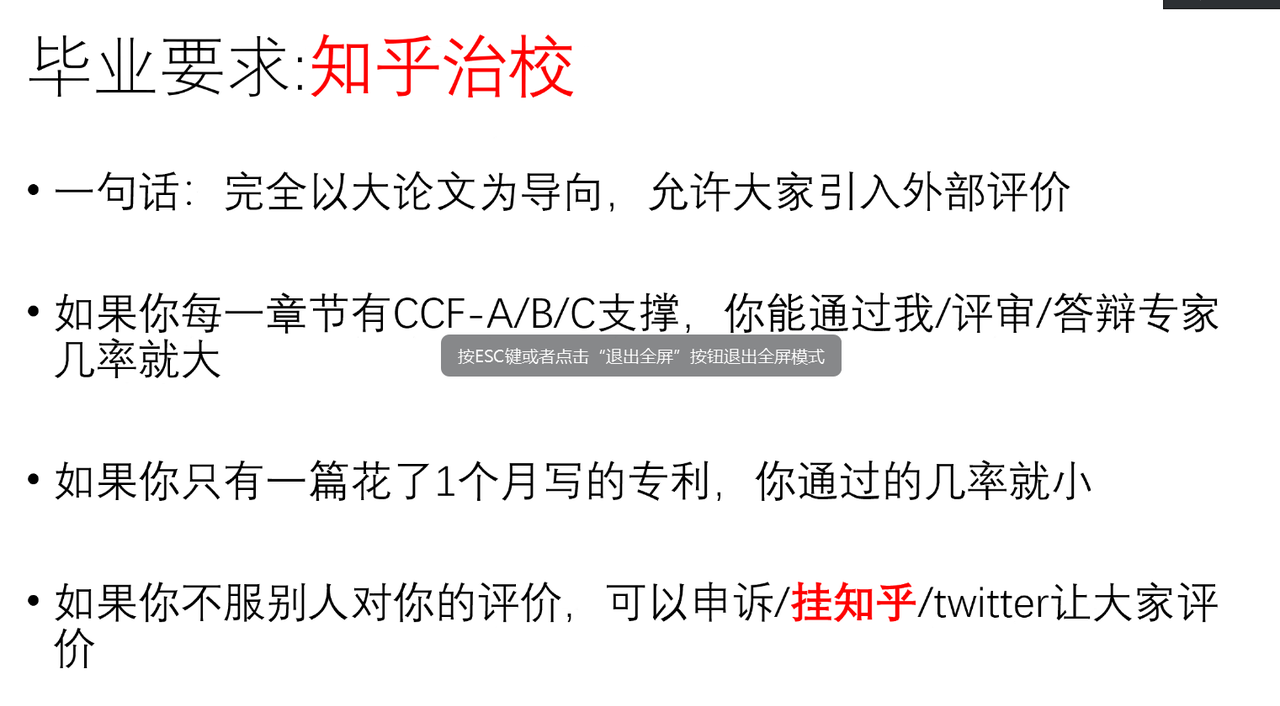 毕业要求:知乎治校
• 一句话：完全以大论文为导向，允许大家引入外部评价
• 如果你每一章节有CCF-A/B/C支撑，你能通过我/评审/答辩专家
几率就大
按ESC键或者点击“退出全屏”按钮退出全屏模式
• 如果你只有一篇花了1个月写的专利，你通过的几率就小
• 如果你不服别人对你的评价，可以申诉/挂知乎/twitter让大家评
价